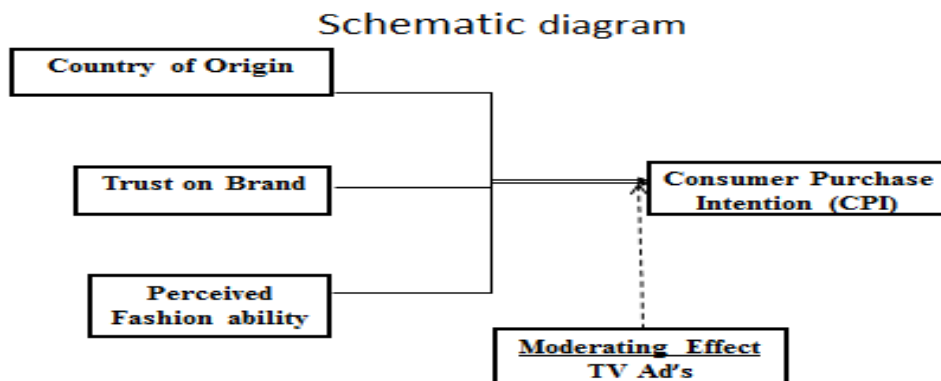 Schematic diagram
Country of Origin
Trust on Brand
Consumer Purchase
Intention (CPI)
Perceived
Fashion ability
Moderating Effect
TV Ad's